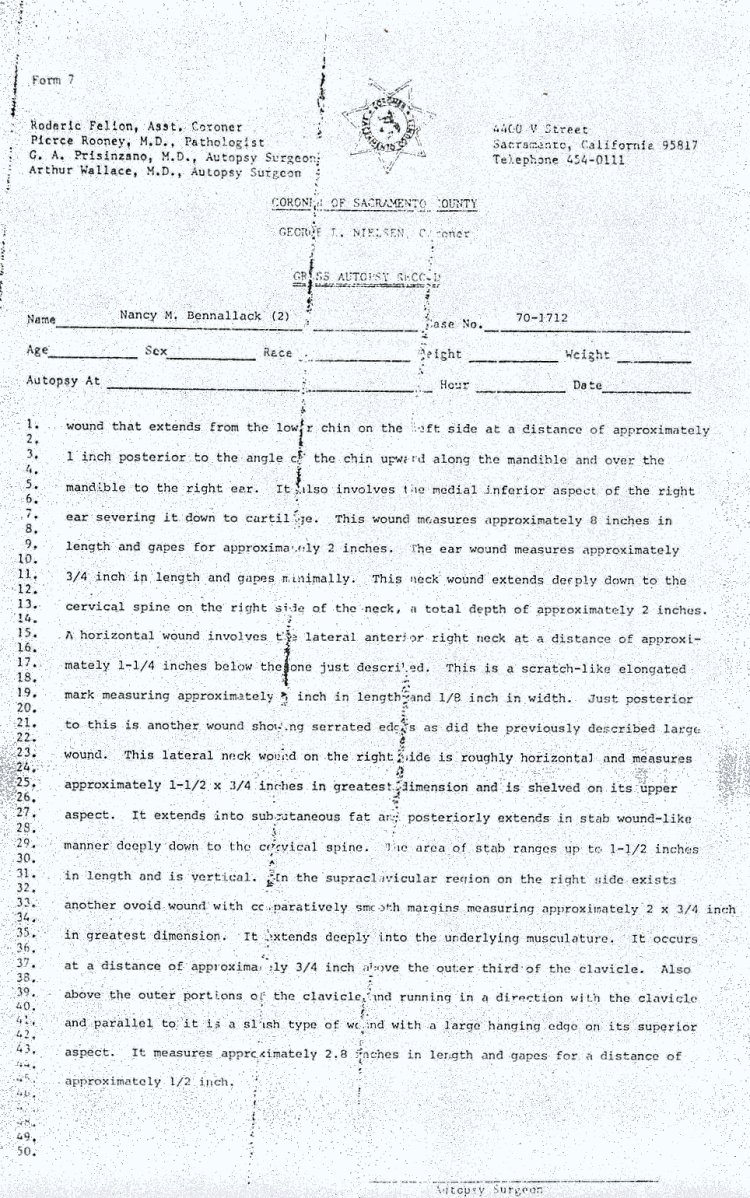 Form 7
Roderic Felion, Asst. Coroner
Pierce Rooney, M.D., Pathologist
G. A. Prisinzano, M.D., Autopsy Surgeon
Arthur Wallace, M.D., Autopsy Surgeon
4400 V Street
Sacramento, California 95817
Telephone 454-0111
CORONER OF SACRAMENTO COUNTY
GEORGE L. NIELSEN, Coroner
GROSS AUTOPSY RECORD
Name Nancy M. Bennallack (2) Case No. 70-1712
Age Sex Race Height Weight
Autopsy At Hour Date
1. wound that extends from the lower chin on the left side at a distance of approximately
2.
3. 1 inch posterior to the angle of the chin upward along the mandible and over the
4.
5. mandible to the right ear. It also involves the medial inferior aspect of the right
6.
7. ear severing it down to cartilage. This wound measures approximately 8 inches in
8.
9. length and gapes for approximately 2 inches. The ear wound measures approximately
10.
11. 3/4 inch in length and gapes minimally. This neck wound extends deeply down to the
12.
13. cervical spine on the right side of the neck, a total depth of approximately 2 inches.
14.
15. A horizontal wound involves the lateral anterior right neck at a distance of approxi-
16.
17. mately 1-1/4 inches below the one just described. This is a scratch-like elongated
18.
19. mark measuring approximately inch in length and 1/8 inch in width. Just posterior
20.
21. to this is another wound showing serrated edges as did the previously described large
22.
23. wound. This lateral neck wound on the right side is roughly horizontal and measures
24.
25. approximately 1-1/2 x 3/4 inches in greatest dimension and is shelved on its upper
26.
27. aspect. It extends into subcutaneous fat and posteriorly extends in stab wound-like
28.
29. manner deeply down to the cervical spine. The area of stab ranges up to 1-1/2 inches
30.
31. in length and is vertical. In the supraclavicular region on the right side exists
32.
33. another ovoid wound with comparatively smooth margins measuring approximately 2 x 3/4 inch
34.
35. in greatest dimension. It extends deeply into the underlying musculature. It occurs
36.
37. at a distance of approximately 3/4 inch above the outer third of the clavicle. Also
38.
39. above the outer portions of the clavicle and running in a direction with the clavicle
40.
41. and parallel to it is a slash type of wound with a large hanging edge on its superior
42.
43. aspect. It measures approximately 2.8 inches in length and gapes for a distance of
44.
45. approximately 1/2 inch.
46.
48.
49.
50.
Autopsy Surgeon